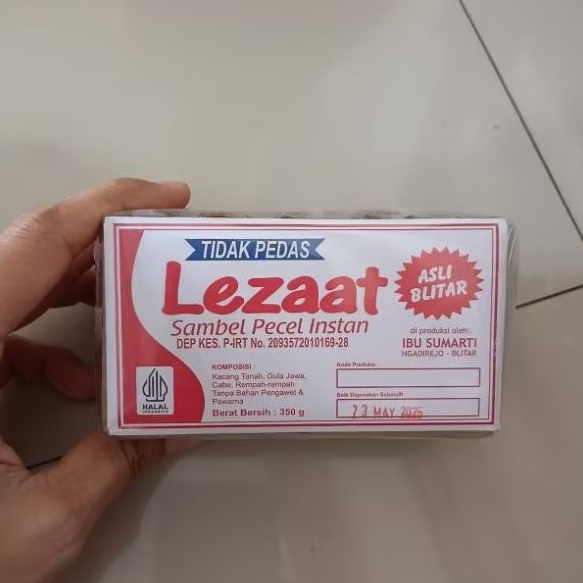 TIDAK PEDAS
Lezaat
Sambel Pecel Instan
DEP KES. P-IRT No. 2093572010169-28
ASLI
BLITAR
di produksi oleh:
IBU SUMARTI
NGADIREJO - BLITAR
KOMPOSISI :
Kacang Tanah, Gula Jawa,
Cabe, Rempah-rempah
Tanpa Bahan Pengawet &
Pewarna
Berat Bersih : 350 g
Kode Produksi :
Baik Digunakan Sebelum
23 MAY 2025
HALAL
INDONESIA